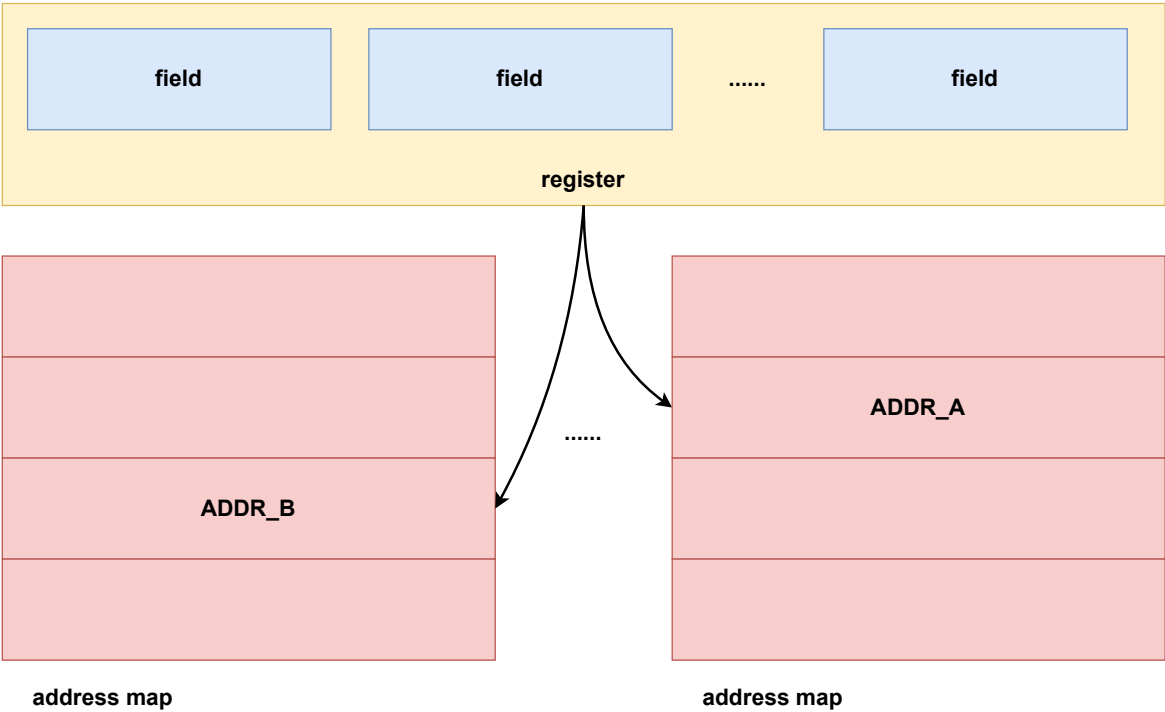 field
field
......
field
register
ADDR_A
......
ADDR_B
address map
address map